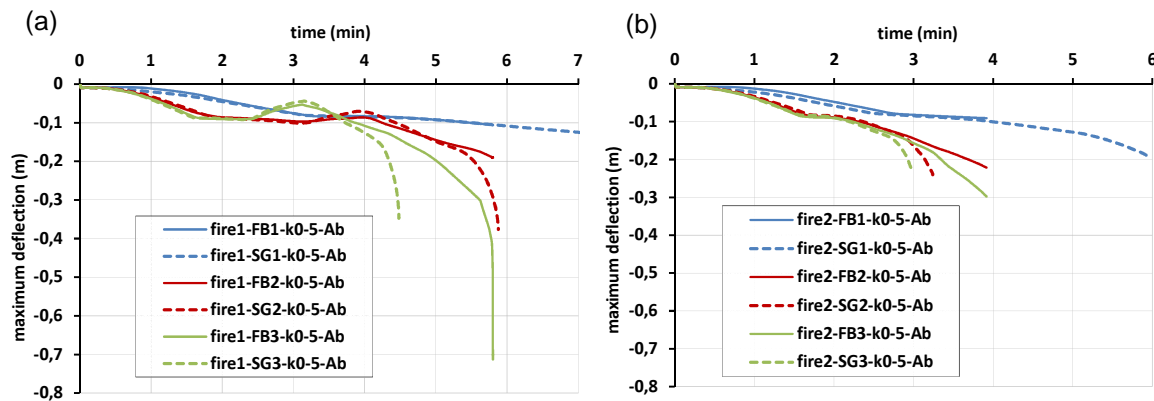 (a)
time (min)
0 1 2 3 4 5 6 7
0
-0,1
-0,2
-0,3
-0,4
-0,5
-0,6
-0,7
-0,8
maximum deflection (m)
fire1-FB1-k0-5-Ab
fire1-SG1-k0-5-Ab
fire1-FB2-k0-5-Ab
fire1-SG2-k0-5-Ab
fire1-FB3-k0-5-Ab
fire1-SG3-k0-5-Ab
(b)
time (min)
0 1 2 3 4 5 6
0
-0,1
-0,2
-0,3
-0,4
-0,5
-0,6
-0,7
-0,8
maximum deflection (m)
fire2-FB1-k0-5-Ab
fire2-SG1-k0-5-Ab
fire2-FB2-k0-5-Ab
fire2-SG2-k0-5-Ab
fire2-FB3-k0-5-Ab
fire2-SG3-k0-5-Ab